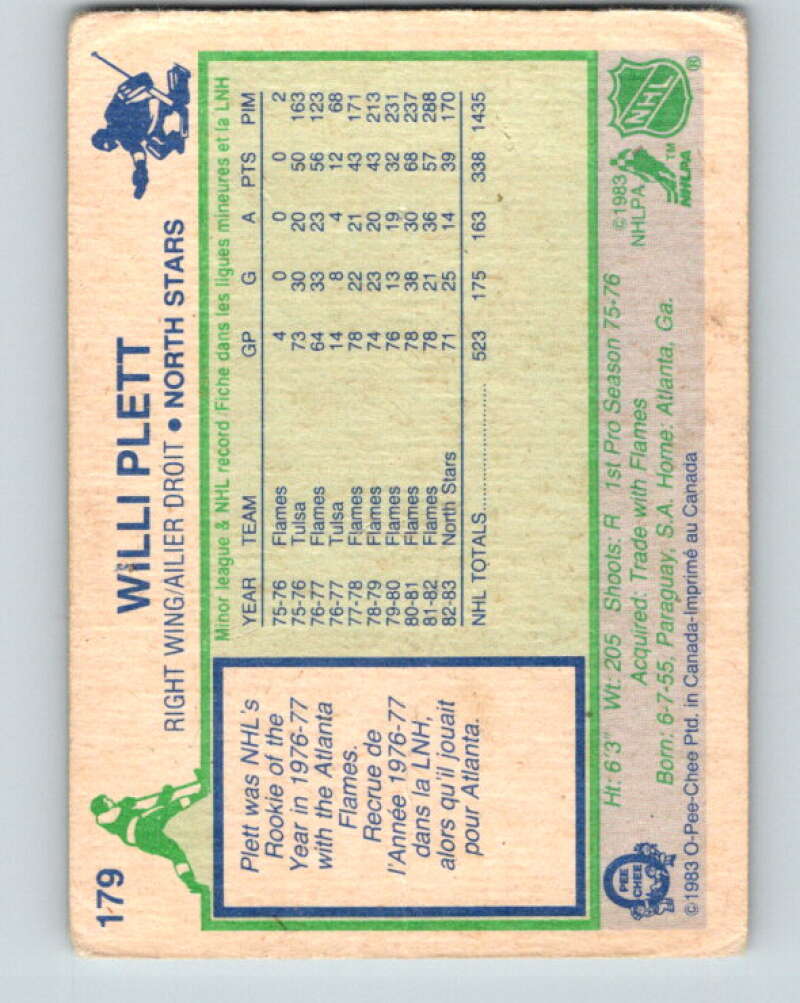 179
WILLI PLETT
RIGHT WING/AILIER DROIT • NORTH STARS
Plett was NHL's
Rookie of the
Year in 1976-77
with the Atlanta
Flames.
Recrue de
l'Année 1976-77
dans la LNH,
alors qu'il jouait
pour Atlanta.
Minor league & NHL record/Fiche dans les ligues mineures et la LNH
YEAR TEAM GP G A PTS PIM
75-76 Flames 4 0 0 0 2
75-76 Tulsa 73 30 20 50 163
76-77 Flames 64 33 23 56 123
76-77 Tulsa 14 8 4 12 68
77-78 Flames 78 22 21 43 171
78-79 Flames 74 23 20 43 213
79-80 Flames 76 13 19 32 231
80-81 Flames 78 38 30 68 237
81-82 Flames 78 21 36 57 288
82-83 North Stars 71 25 14 39 170
NHL TOTALS.................... 523 175 163 338 1435
Ht: 6'3" Wt: 205 Shoots: R 1st Pro Season 75-76
Acquired: Trade with Flames
Born: 6-7-55, Paraguay, S.A. Home: Atlanta, Ga.
©1983 O-Pee-Chee Ptd. in Canada-Imprimé au Canada
O
PEE
CHEE
NHL
®
©1983
NHLPA
TM
NHLPA